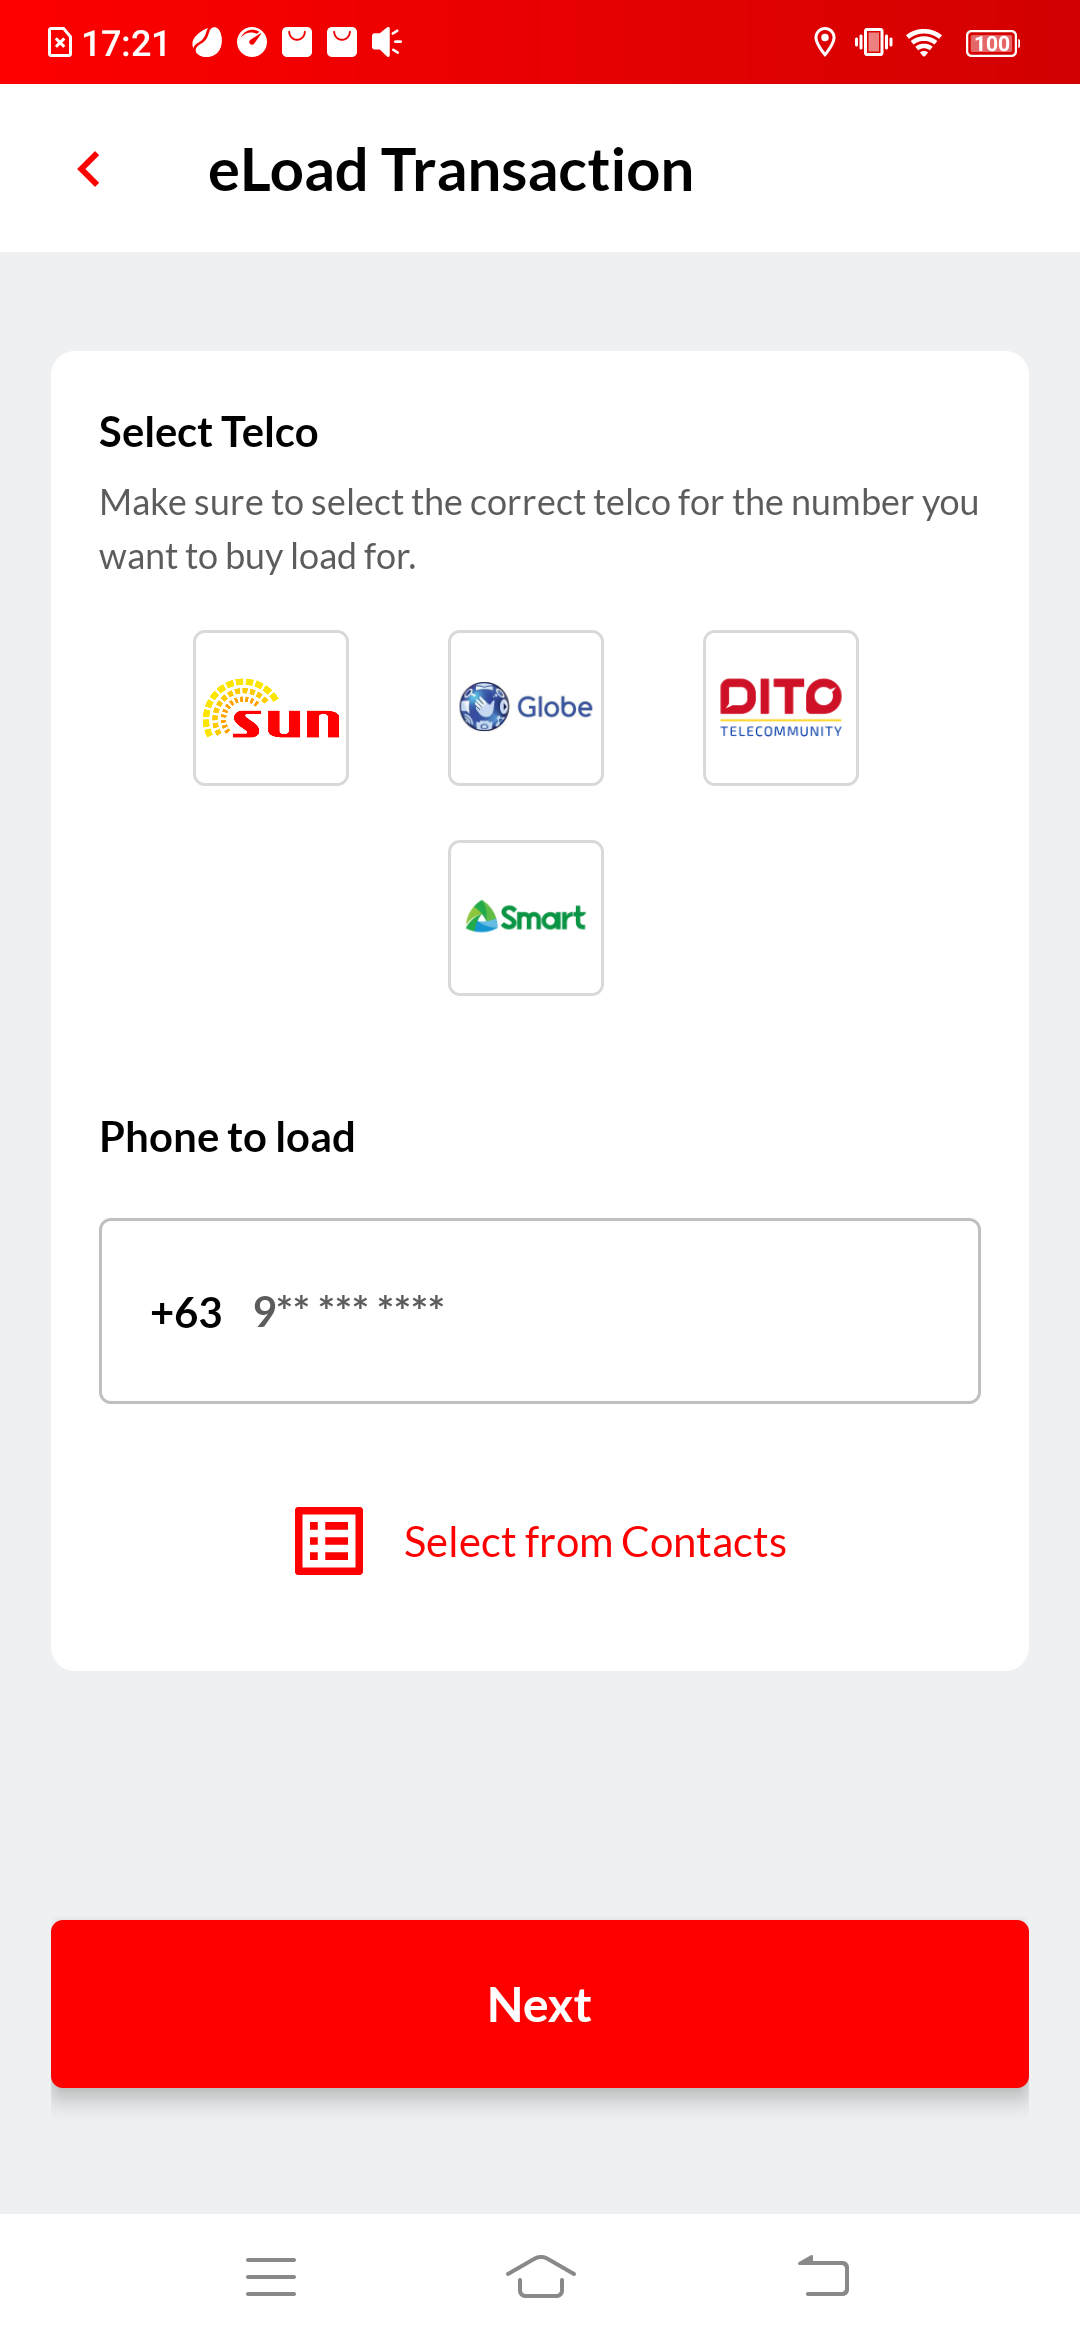 17:21
100
eLoad Transaction
Select Telco
Make sure to select the correct telco for the number you
want to buy load for.
sun
Globe
DITO
TELECOMMUNITY
Smart
Phone to load
+63 9** *** ****
Select from Contacts
Next